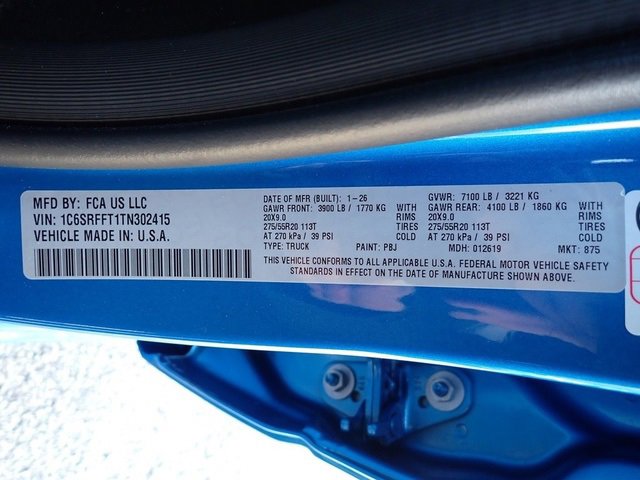 MFD BY: FCA US LLC
VIN: 1C6SRFFT1TN302415
VEHICLE MADE IN U.S.A.
DATE OF MFR (BUILT): 1-26 GVWR: 7100 LB / 3221 KG
GAWR FRONT: 3900 LB / 1770 KG WITH GAWR REAR: 4100 LB / 1860 KG WITH
20X9.0 RIMS 20X9.0 RIMS
275/55R20 113T TIRES 275/55R20 113T TIRES
AT 270 kPa / 39 PSI COLD AT 270 kPa / 39 PSI COLD
TYPE: TRUCK PAINT: PBJ MDH: 012619 MKT: 875
THIS VEHICLE CONFORMS TO ALL APPLICABLE U.S.A. FEDERAL MOTOR VEHICLE SAFETY
STANDARDS IN EFFECT ON THE DATE OF MANUFACTURE SHOWN ABOVE.